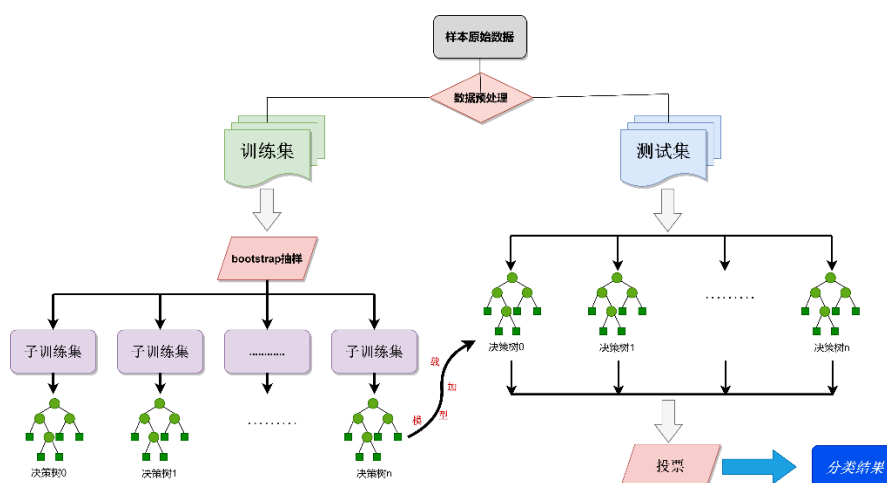 样本原始数据
数据预处理
训练集
测试集
bootstrap抽样
子训练集
子训练集
............
子训练集
决策树0
决策树1
.........
决策树n
模
型
加
载
决策树0
决策树1
.........
决策树n
投票
分类结果